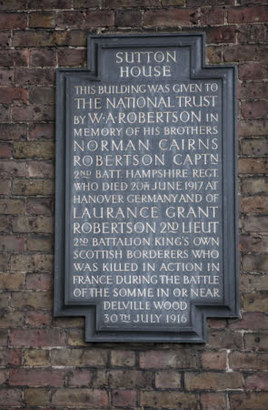 SUTTON
HOUSE
THIS BUILDING WAS GIVEN TO
THE NATIONAL TRUST
BY W·A·ROBERTSON IN
MEMORY OF HIS BROTHERS
NORMAN CAIRNS
ROBERTSON CAPTN
2ND BATT. HAMPSHIRE REGT
WHO DIED 20TH JUNE 1917 AT
HANOVER GERMANY AND OF
LAURANCE GRANT
ROBERTSON 2ND LIEUT
2ND BATTALION KING'S OWN
SCOTTISH BORDERERS WHO
WAS KILLED IN ACTION IN
FRANCE DURING THE BATTLE
OF THE SOMME IN OR NEAR
DELVILLE WOOD
30TH JULY 1916